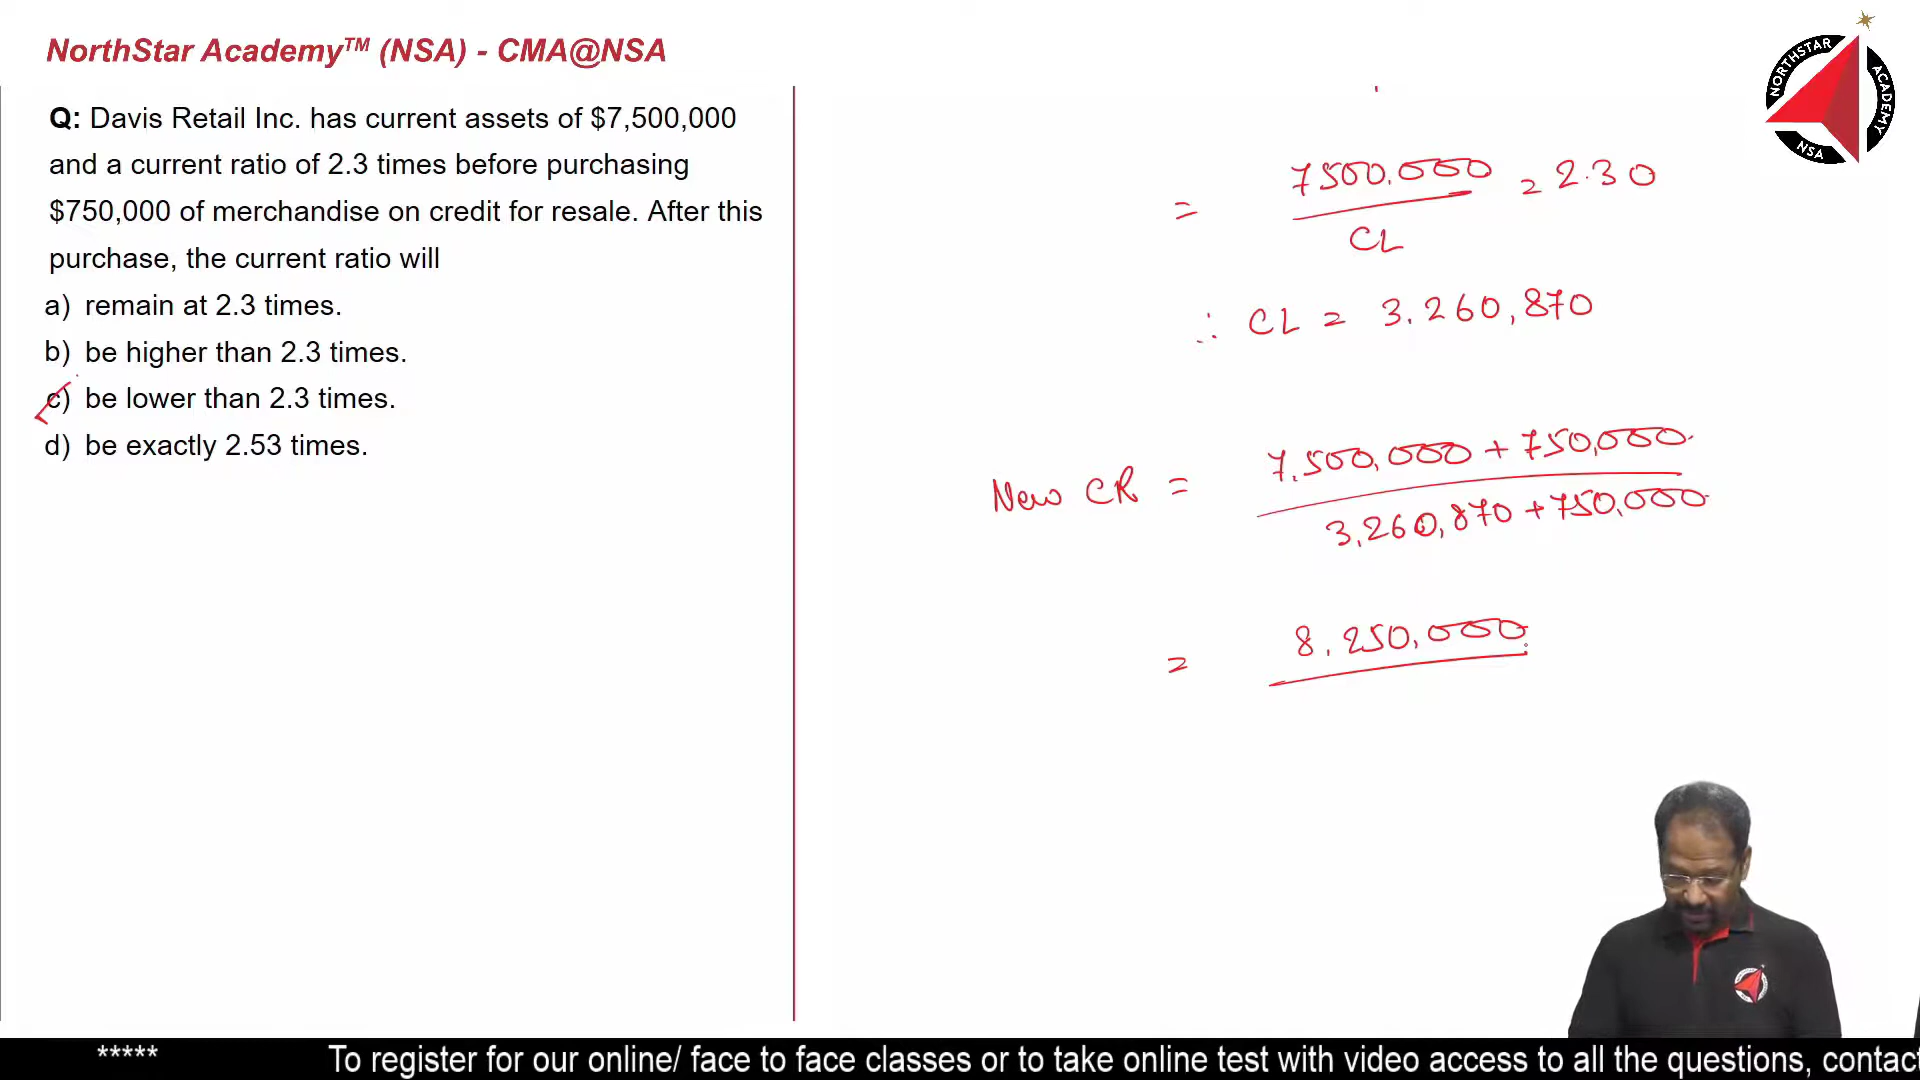 NorthStar Academy™ (NSA) - CMA@NSA
NORTHSTAR ACADEMY NSA
Q: Davis Retail Inc. has current assets of $7,500,000
and a current ratio of 2.3 times before purchasing
$750,000 of merchandise on credit for resale. After this
purchase, the current ratio will
a) remain at 2.3 times.
b) be higher than 2.3 times.
c) be lower than 2.3 times.
d) be exactly 2.53 times.
= 7500,000 / CL = 2.30
∴ CL = 3,260,870
New CR = 7,500,000 + 750,000 / 3,260,870 + 750,000
= 8,250,000
***** To register for our online/ face to face classes or to take online test with video access to all the questions, contact